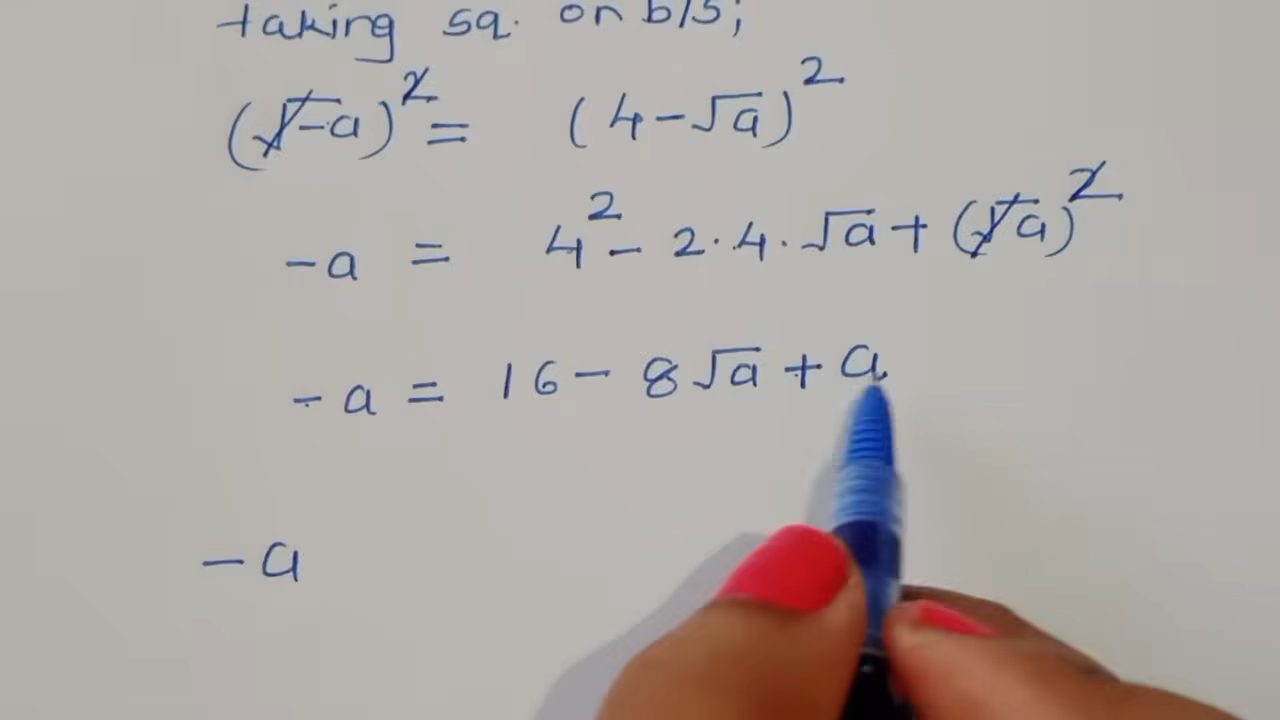 taking sq. on b/s;
(√-a)² = (4-√a)²
-a = 4² - 2·4·√a + (√a)²
-a = 16 - 8√a + a
-a